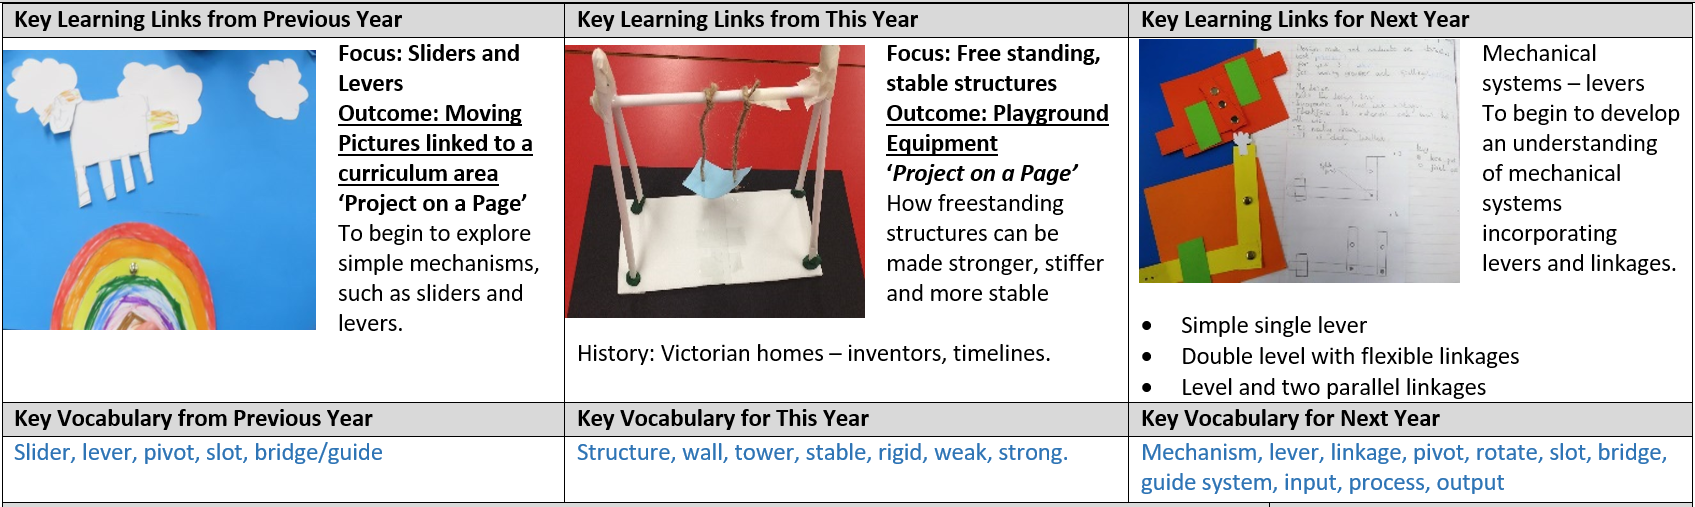 Key Learning Links from Previous Year
Key Learning Links from This Year
Key Learning Links for Next Year
Focus: Sliders and
Levers
Outcome: Moving
Pictures linked to a
curriculum area
‘Project on a Page’
To begin to explore
simple mechanisms,
such as sliders and
levers.
Focus: Free standing,
stable structures
Outcome: Playground
Equipment
‘Project on a Page’
How freestanding
structures can be
made stronger, stiffer
and more stable
History: Victorian homes – inventors, timelines.
Mechanical
systems – levers
To begin to develop
an understanding
of mechanical
systems
incorporating
levers and linkages.
• Simple single lever
• Double level with flexible linkages
• Level and two parallel linkages
Key Vocabulary from Previous Year
Key Vocabulary for This Year
Key Vocabulary for Next Year
Slider, lever, pivot, slot, bridge/guide
Structure, wall, tower, stable, rigid, weak, strong.
Mechanism, lever, linkage, pivot, rotate, slot, bridge,
guide system, input, process, output